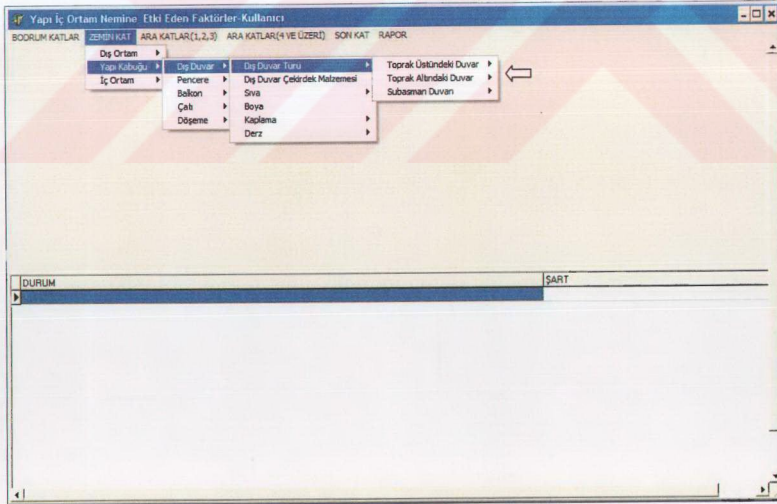 Yapı İç Ortam Nemine Etki Eden Faktörler-Kullanıcı
BODRUM KATLAR ZEMİN KAT ARA KATLAR(1,2,3) ARA KATLAR(4 VE ÜZERİ) SON KAT RAPOR
Dış Ortam
Yapı Kabuğu
İç Ortam
Dış Duvar
Pencere
Balkon
Çatı
Döşeme
Dış Duvar Türü
Dış Duvar Çekirdek Malzemesi
Sıva
Boya
Kaplama
Derz
Toprak Üstündeki Duvar
Toprak Altındaki Duvar
Subasman Duvarı
DURUM ŞART